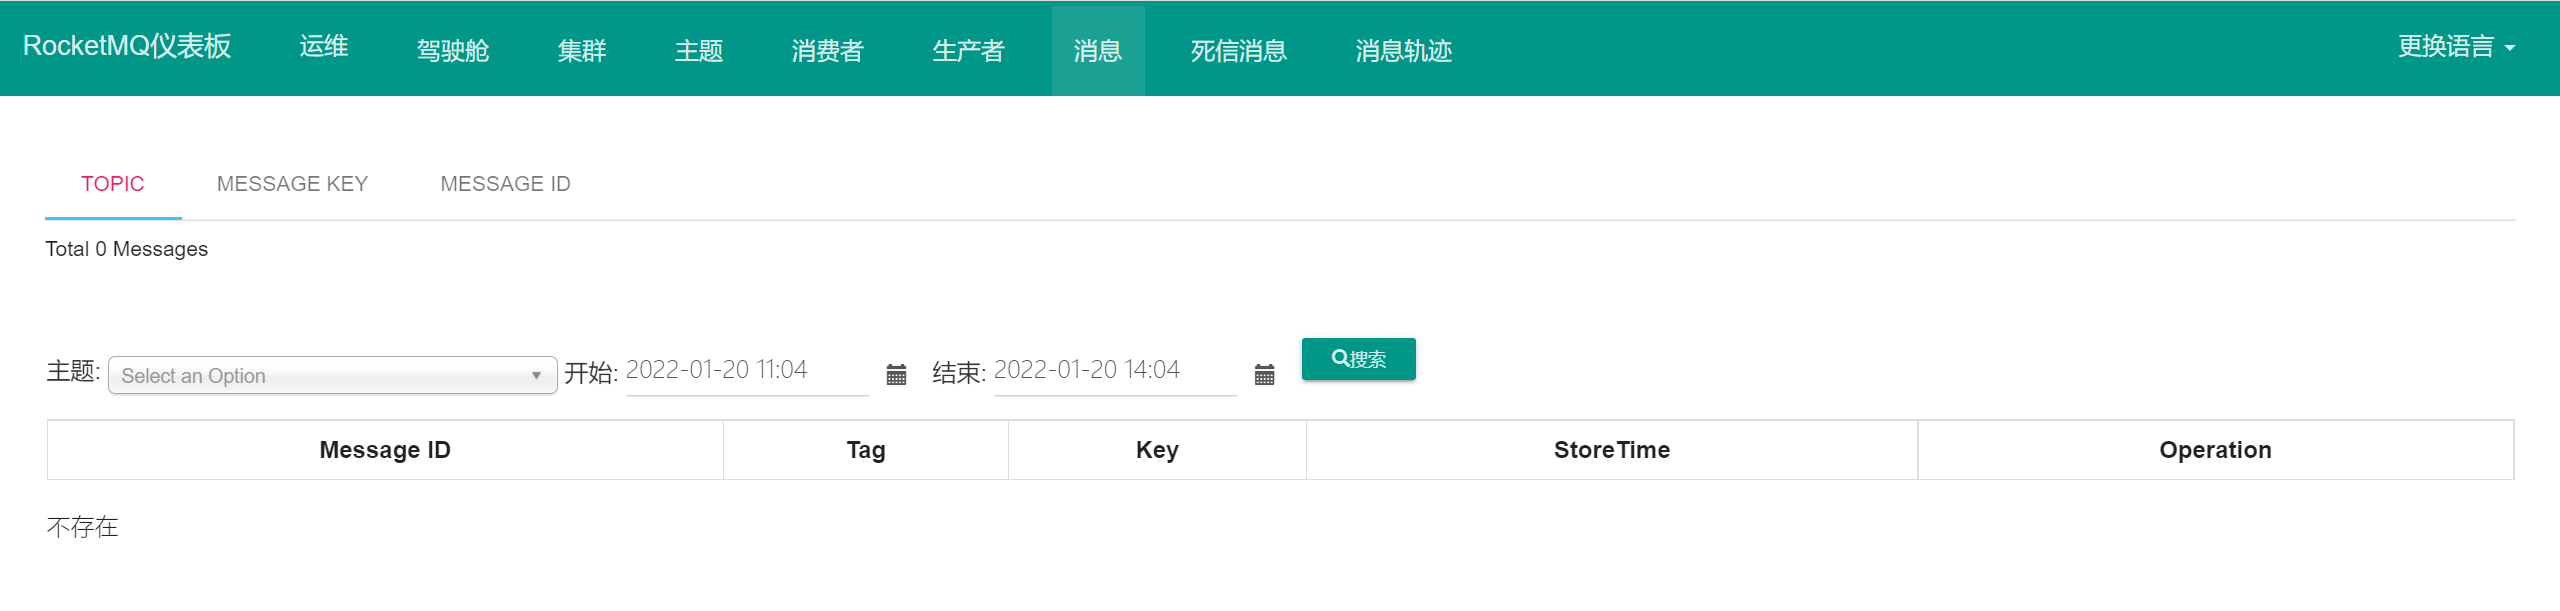 RocketMQ仪表板 运维 驾驶舱 集群 主题 消费者 生产者 消息 死信消息 消息轨迹 更换语言
TOPIC MESSAGE KEY MESSAGE ID
Total 0 Messages
主题: Select an Option 开始: 2022-01-20 11:04 结束: 2022-01-20 14:04 搜索
Message ID Tag Key StoreTime Operation
不存在